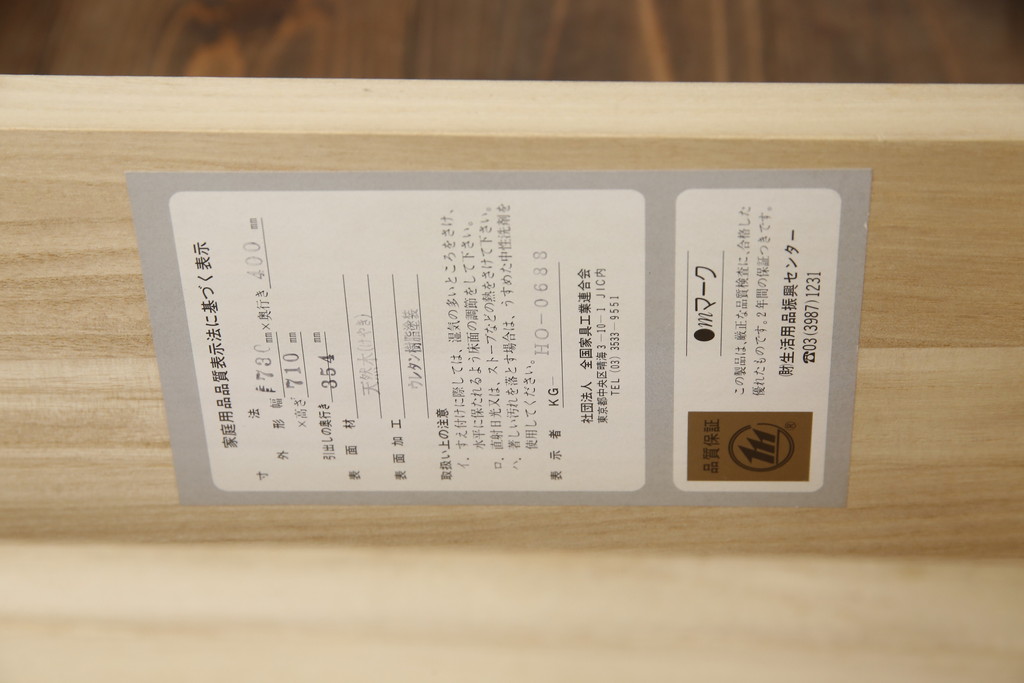 家庭用品品質表示法に基づく表示
寸 法
外 形 幅 780 mm×奥行き 400 mm
×高さ 710 mm
引出しの奥行き 354 mm
表 面 材 天然木(けやき)
表面加工 ウレタン樹脂塗装
取扱い上の注意
イ. すえ付けに際しては、湿気の多いところをさけ、
水平に保たれるよう床面の調節をして下さい。
ロ. 直射日光又は、ストーブなどの熱をさけて下さい。
ハ. 著しい汚れを落とす場合は、うすめた中性洗剤を
使用してください。
表 示 者 KG- HO-0688
社団法人 全国家具工業連合会
東京都中央区晴海3-10-1 JIC内
TEL (03) 3533-9551
品質保証
m
®
●mマーク
この製品は、厳正な品質検査に、合格した
優れたものです。2年間の保証つきです。
㈶生活用品振興センター
☎03(3987)1231